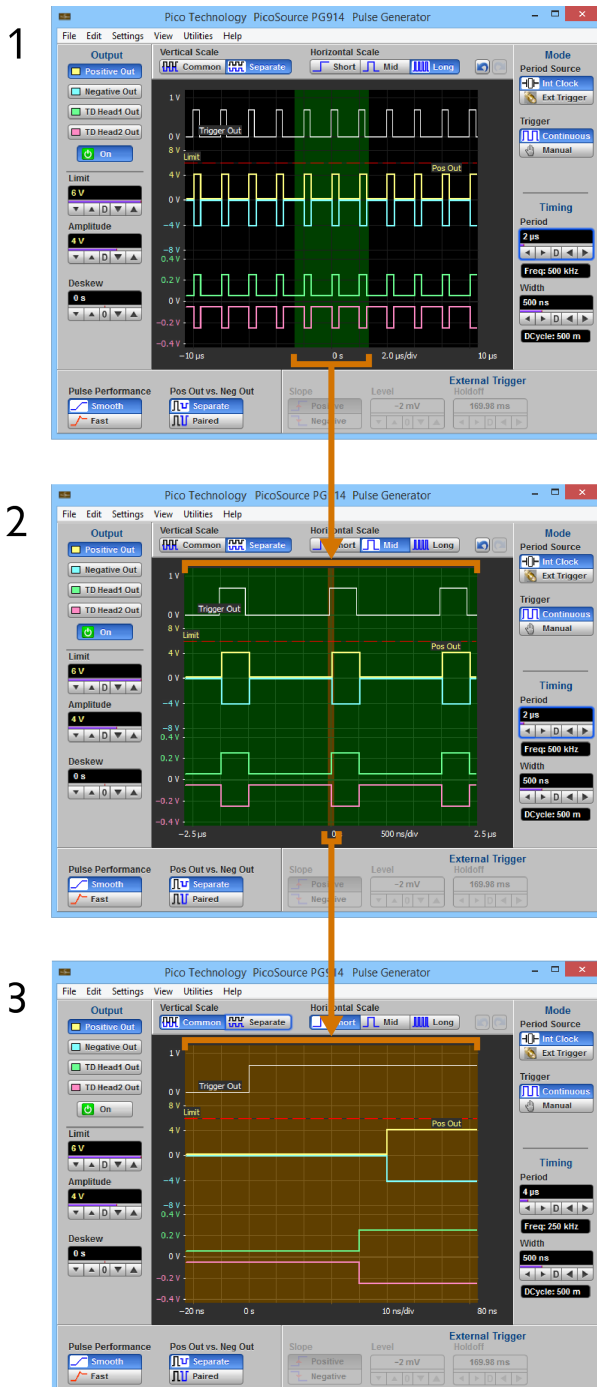 1
Pico Technology PicoSource PG914 Pulse Generator
File Edit Settings View Utilities Help
Output
Positive Out
Negative Out
TD Head1 Out
TD Head2 Out
On
Limit
6 V
D
Amplitude
4 V
D
Deskew
0 s
0
Vertical Scale
Common Separate
Horizontal Scale
Short Mid Long
1 V
Trigger Out
0 V
8 V
Limit
Pos Out
4 V
0 V
−4 V
−8 V
0.4 V
0.2 V
0 V
−0.2 V
−0.4 V
−10 µs 0 s 2.0 µs/div 10 µs
Mode
Period Source
Int Clock
Ext Trigger
Trigger
Continuous
Manual
Timing
Period
2 µs
D
Freq: 500 kHz
Width
500 ns
D
DCycle: 500 m
Pulse Performance
Smooth
Fast
Pos Out vs. Neg Out
Separate
Paired
External Trigger
Slope Level Holdoff
Positive −2 mV 169.98 ms
Negative D D
2
Pico Technology PicoSource PG914 Pulse Generator
File Edit Settings View Utilities Help
Output
Positive Out
Negative Out
TD Head1 Out
TD Head2 Out
On
Limit
6 V
D
Amplitude
4 V
D
Deskew
0 s
0
Vertical Scale
Common Separate
Horizontal Scale
Short Mid Long
1 V
Trigger Out
0 V
8 V
Limit
Pos Out
4 V
0 V
−4 V
−8 V
0.4 V
0.2 V
0 V
−0.2 V
−0.4 V
−2.5 µs 0 500 ns/div 2.5 µs
Mode
Period Source
Int Clock
Ext Trigger
Trigger
Continuous
Manual
Timing
Period
2 µs
D
Freq: 500 kHz
Width
500 ns
D
DCycle: 500 m
Pulse Performance
Smooth
Fast
Pos Out vs. Neg Out
Separate
Paired
External Trigger
Slope Level Holdoff
Positive −2 mV 169.98 ms
Negative D D
3
Pico Technology PicoSource PG914 Pulse Generator
File Edit Settings View Utilities Help
Output
Positive Out
Negative Out
TD Head1 Out
TD Head2 Out
On
Limit
6 V
D
Amplitude
4 V
D
Deskew
0 s
0
Vertical Scale
Common Separate
Horizontal Scale
Short Mid Long
1 V
Trigger Out
0 V
8 V
Limit
Pos Out
4 V
0 V
−4 V
−8 V
0.4 V
0.2 V
0 V
−0.2 V
−0.4 V
−20 ns 0 s 10 ns/div 80 ns
Mode
Period Source
Int Clock
Ext Trigger
Trigger
Continuous
Manual
Timing
Period
4 µs
D
Freq: 250 kHz
Width
500 ns
D
DCycle: 500 m
Pulse Performance
Smooth
Fast
Pos Out vs. Neg Out
Separate
Paired
External Trigger
Slope Level Holdoff
Positive −2 mV 169.98 ms
Negative D D